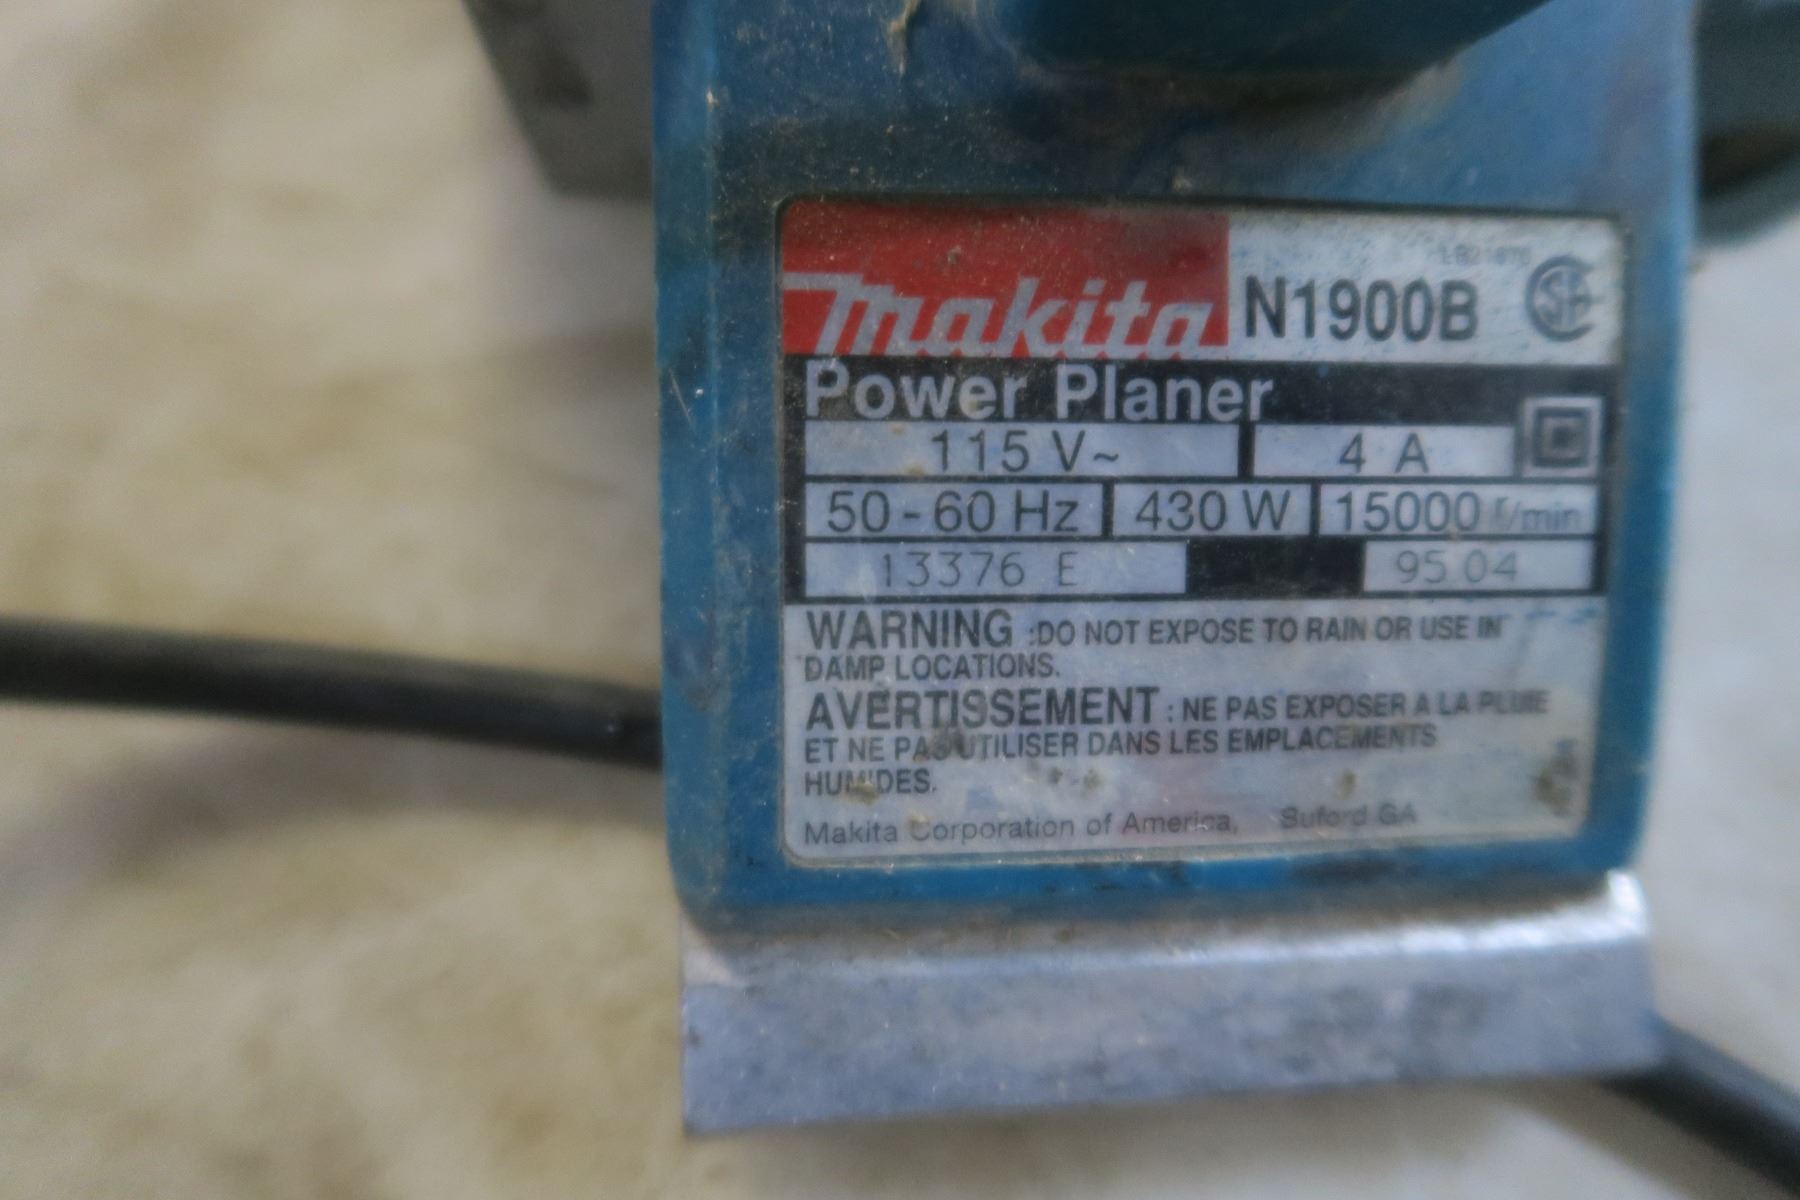 makita N1900B
Power Planer
115 V~ 4 A
50-60 Hz 430 W 15000 r/min
13376 E 95.04
WARNING :DO NOT EXPOSE TO RAIN OR USE IN
DAMP LOCATIONS.
AVERTISSEMENT : NE PAS EXPOSER A LA PLUIE
ET NE PAS UTILISER DANS LES EMPLACEMENTS
HUMIDES.
Makita Corporation of America, Buford GA